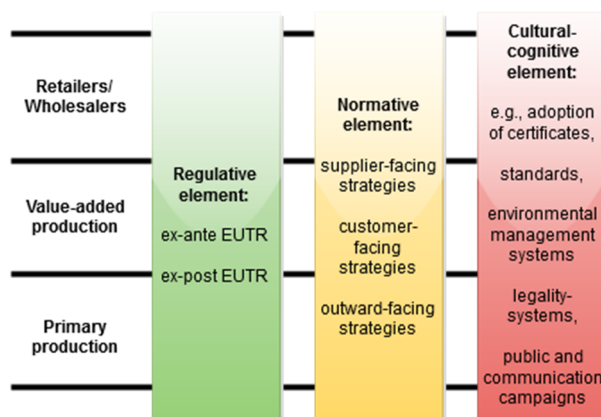 Retailers/
Wholesalers
Value-added
production
Primary
production
Regulative
element:
ex-ante EUTR
ex-post EUTR
Normative
element:
supplier-facing
strategies
customer-
facing
strategies
outward-facing
strategies
Cultural-
cognitive
element:
e.g., adoption
of certificates,
standards,
environmental
management
systems
legality-
systems,
public and
communication
campaigns